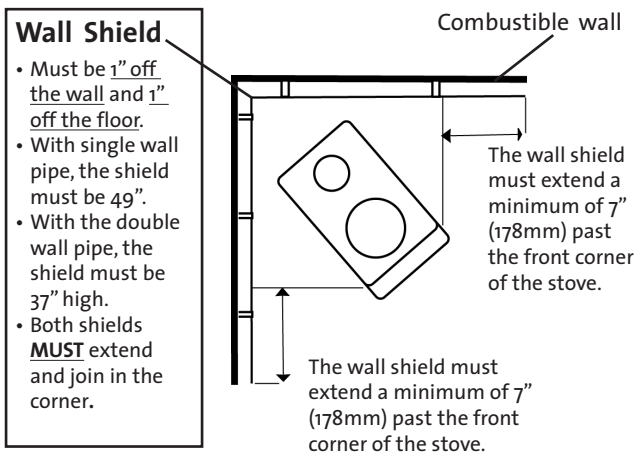 Wall Shield
• Must be 1” off
the wall and 1”
off the floor.
• With single wall
pipe, the shield
must be 49”.
• With the double
wall pipe, the
shield must be
37” high.
• Both shields
MUST extend
and join in the
corner.
Combustible wall
The wall shield
must extend a
minimum of 7”
(178mm) past
the front corner
of the stove.
The wall shield must
extend a minimum of 7”
(178mm) past the front
corner of the stove.